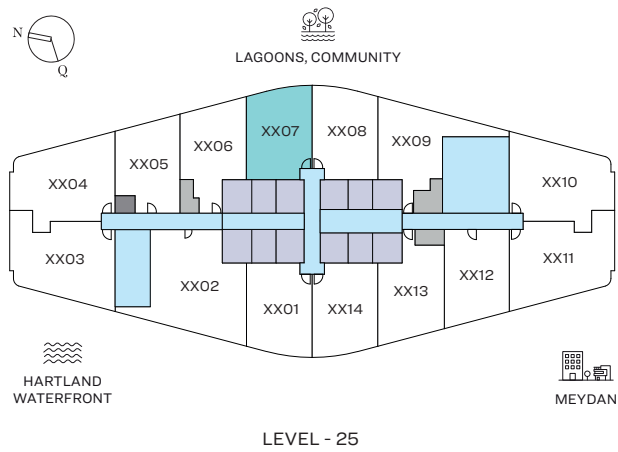 N
Q
LAGOONS, COMMUNITY
XX07
XX08
XX06
XX09
XX05
XX04
XX10
XX03
XX11
XX02
XX12
XX13
XX01
XX14
HARTLAND
WATERFRONT
MEYDAN
LEVEL - 25